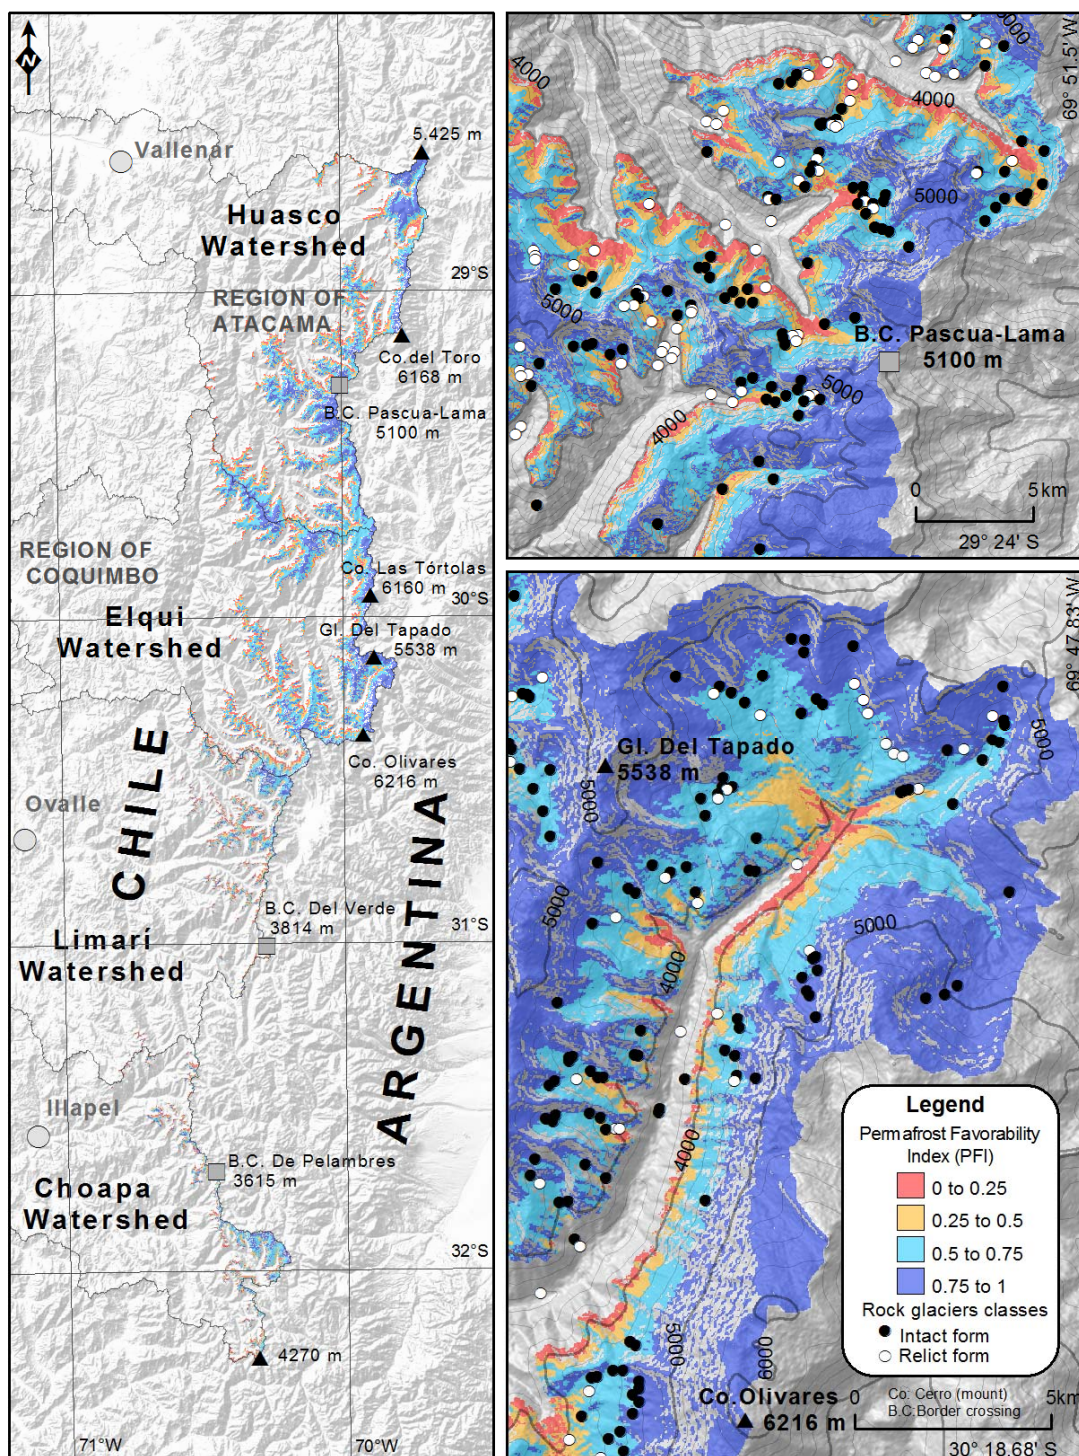 N
5.425 m
Vallenar
Huasco
Watershed
29°S
REGION OF
ATACAMA
Co.del Toro
6168 m
B.C. Pascua-Lama
5100 m
REGION OF
COQUIMBO
Co. Las Tórtolas
6160 m
30°S
Elqui
Watershed
Gl. Del Tapado
5538 m
CHILE
Co. Olivares
6216 m
Ovalle
ARGENTINA
B.C. Del Verde
3814 m
31°S
Limarí
Watershed
Illapel
B.C. De Pelambres
3615 m
Choapa
Watershed
32°S
4270 m
71°W
70°W
4000
5000
69° 51.5' W
4000
5000
5000
B.C. Pascua-Lama
5100 m
5000
4000
0 5km
29° 24' S
69° 47.83' W
5000
Gl. Del Tapado
5538 m
5000
5000
5000
4000
4000
5000
6000
Legend
Permafrost Favorability
Index (PFI)
0 to 0.25
0.25 to 0.5
0.5 to 0.75
0.75 to 1
Rock glaciers classes
Intact form
Relict form
Co.Olivares
6216 m
0 5km
Co: Cerro (mount)
B.C:Border crossing
30° 18.68' S